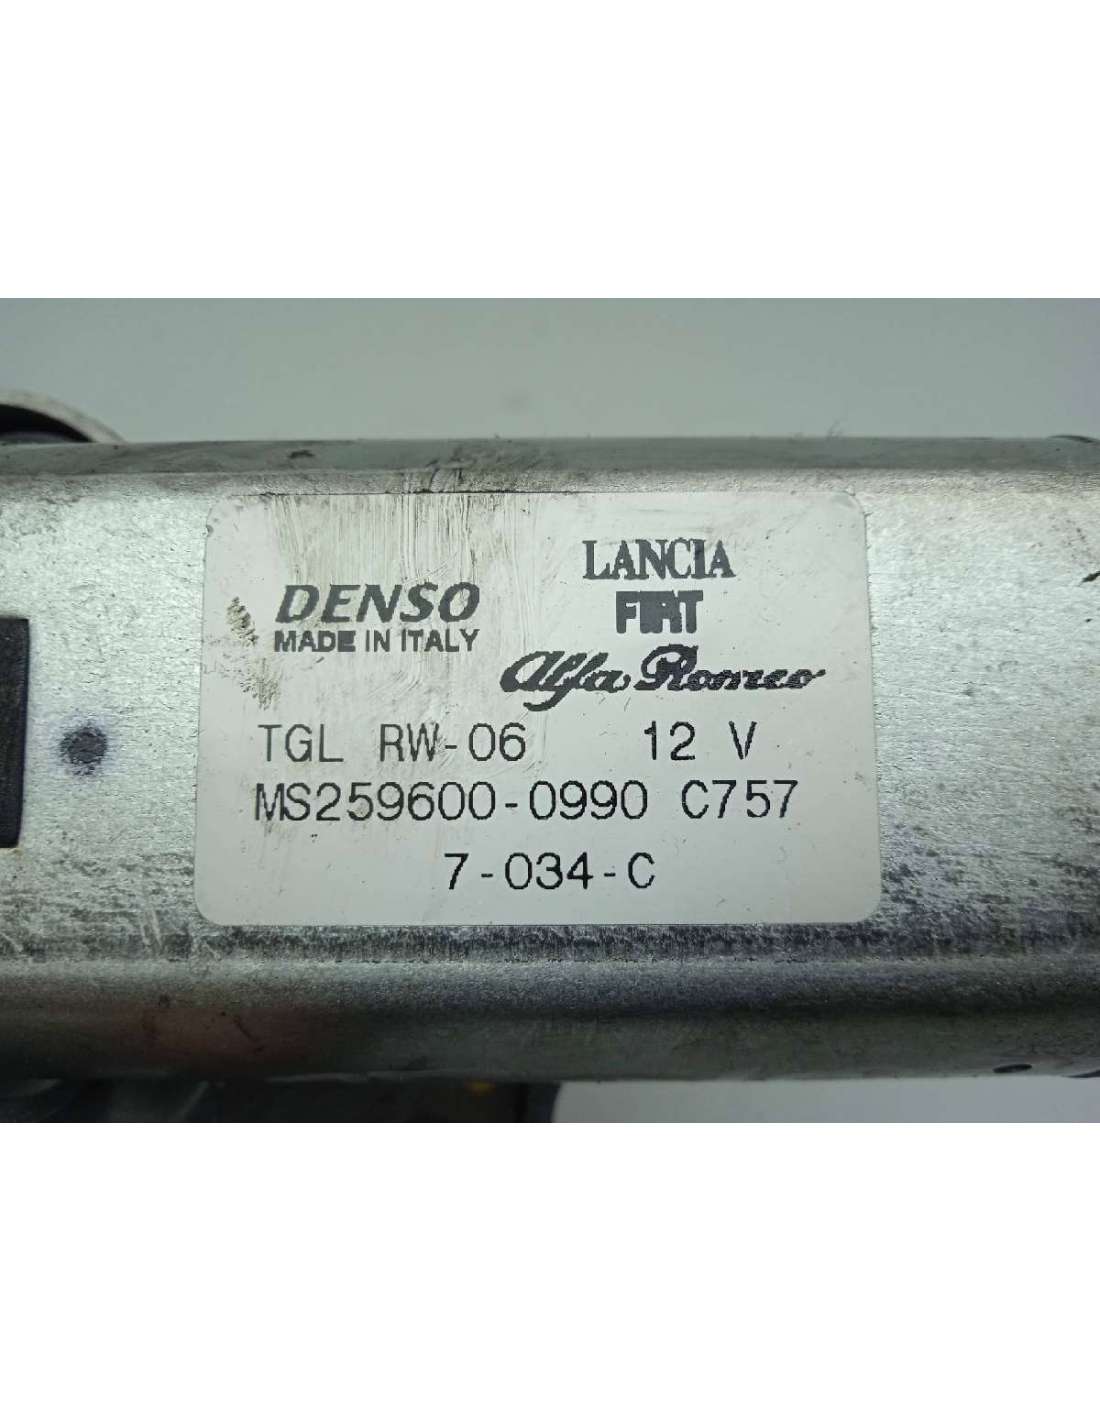 LANCIA
DENSO FIAT
MADE IN ITALY
Alfa Romeo
TGL RW-06 12 V
MS259600-0990 C757
7-034-C